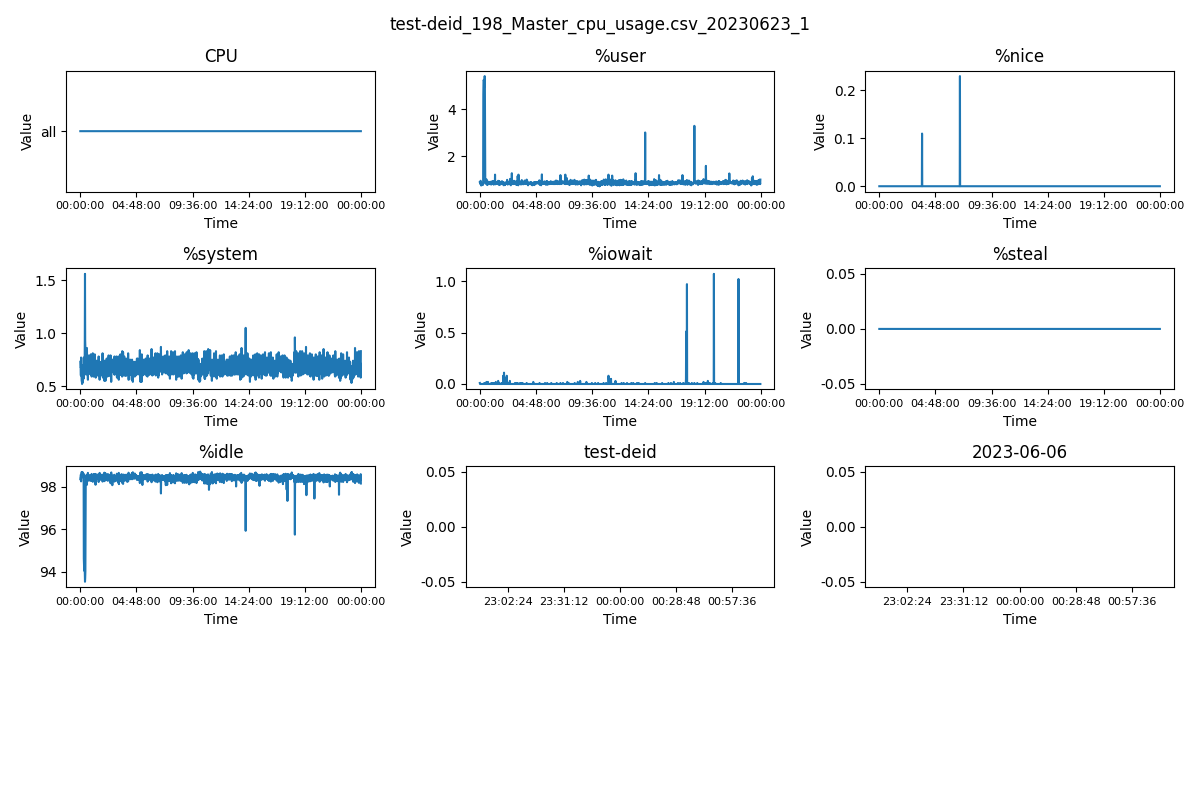 test-deid_198_Master_cpu_usage.csv_20230623_1
CPU
Value
all
00:00:00 04:48:00 09:36:00 14:24:00 19:12:00 00:00:00
Time
%user
Value
4
2
00:00:00 04:48:00 09:36:00 14:24:00 19:12:00 00:00:00
Time
%nice
Value
0.2
0.1
0.0
00:00:00 04:48:00 09:36:00 14:24:00 19:12:00 00:00:00
Time
%system
Value
1.5
1.0
0.5
00:00:00 04:48:00 09:36:00 14:24:00 19:12:00 00:00:00
Time
%iowait
Value
1.0
0.5
0.0
00:00:00 04:48:00 09:36:00 14:24:00 19:12:00 00:00:00
Time
%steal
Value
0.05
0.00
-0.05
00:00:00 04:48:00 09:36:00 14:24:00 19:12:00 00:00:00
Time
%idle
Value
98
96
94
00:00:00 04:48:00 09:36:00 14:24:00 19:12:00 00:00:00
Time
test-deid
Value
0.05
0.00
-0.05
23:02:24 23:31:12 00:00:00 00:28:48 00:57:36
Time
2023-06-06
Value
0.05
0.00
-0.05
23:02:24 23:31:12 00:00:00 00:28:48 00:57:36
Time